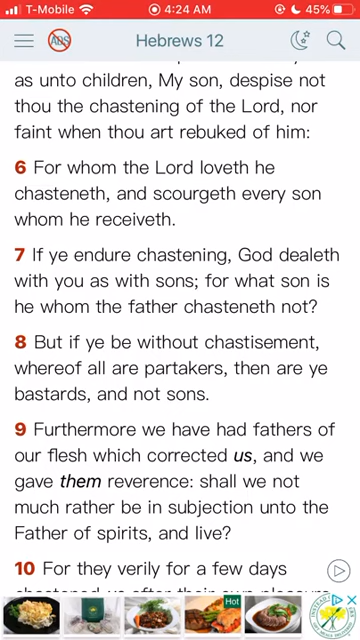 T-Mobile
4:24 AM
45%
ADS
Hebrews 12
as unto children, My son, despise not
thou the chastening of the Lord, nor
faint when thou art rebuked of him:
6 For whom the Lord loveth he
chasteneth, and scourgeth every son
whom he receiveth.
7 If ye endure chastening, God dealeth
with you as with sons; for what son is
he whom the father chasteneth not?
8 But if ye be without chastisement,
whereof all are partakers, then are ye
bastards, and not sons.
9 Furthermore we have had fathers of
our flesh which corrected us, and we
gave them reverence: shall we not
much rather be in subjection unto the
Father of spirits, and live?
10 For they verily for a few days
Hot